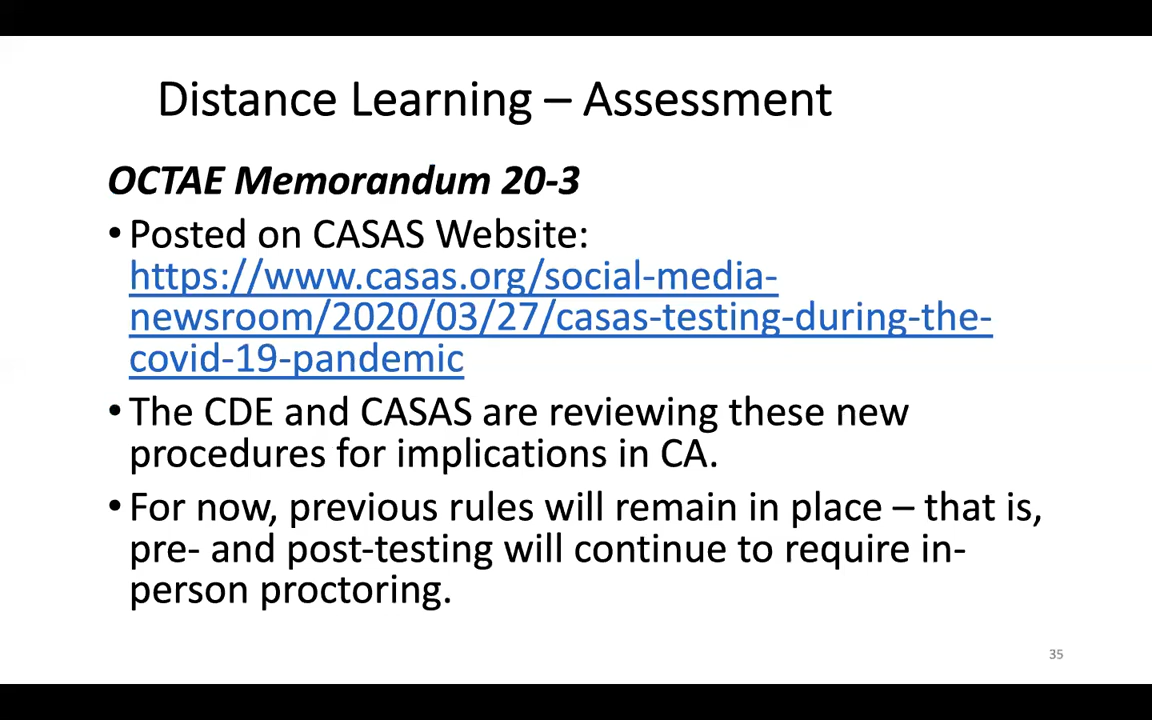 Distance Learning – Assessment
OCTAE Memorandum 20-3
• Posted on CASAS Website:
https://www.casas.org/social-media-
newsroom/2020/03/27/casas-testing-during-the-
covid-19-pandemic
• The CDE and CASAS are reviewing these new
procedures for implications in CA.
• For now, previous rules will remain in place – that is,
pre- and post-testing will continue to require in-
person proctoring.
35